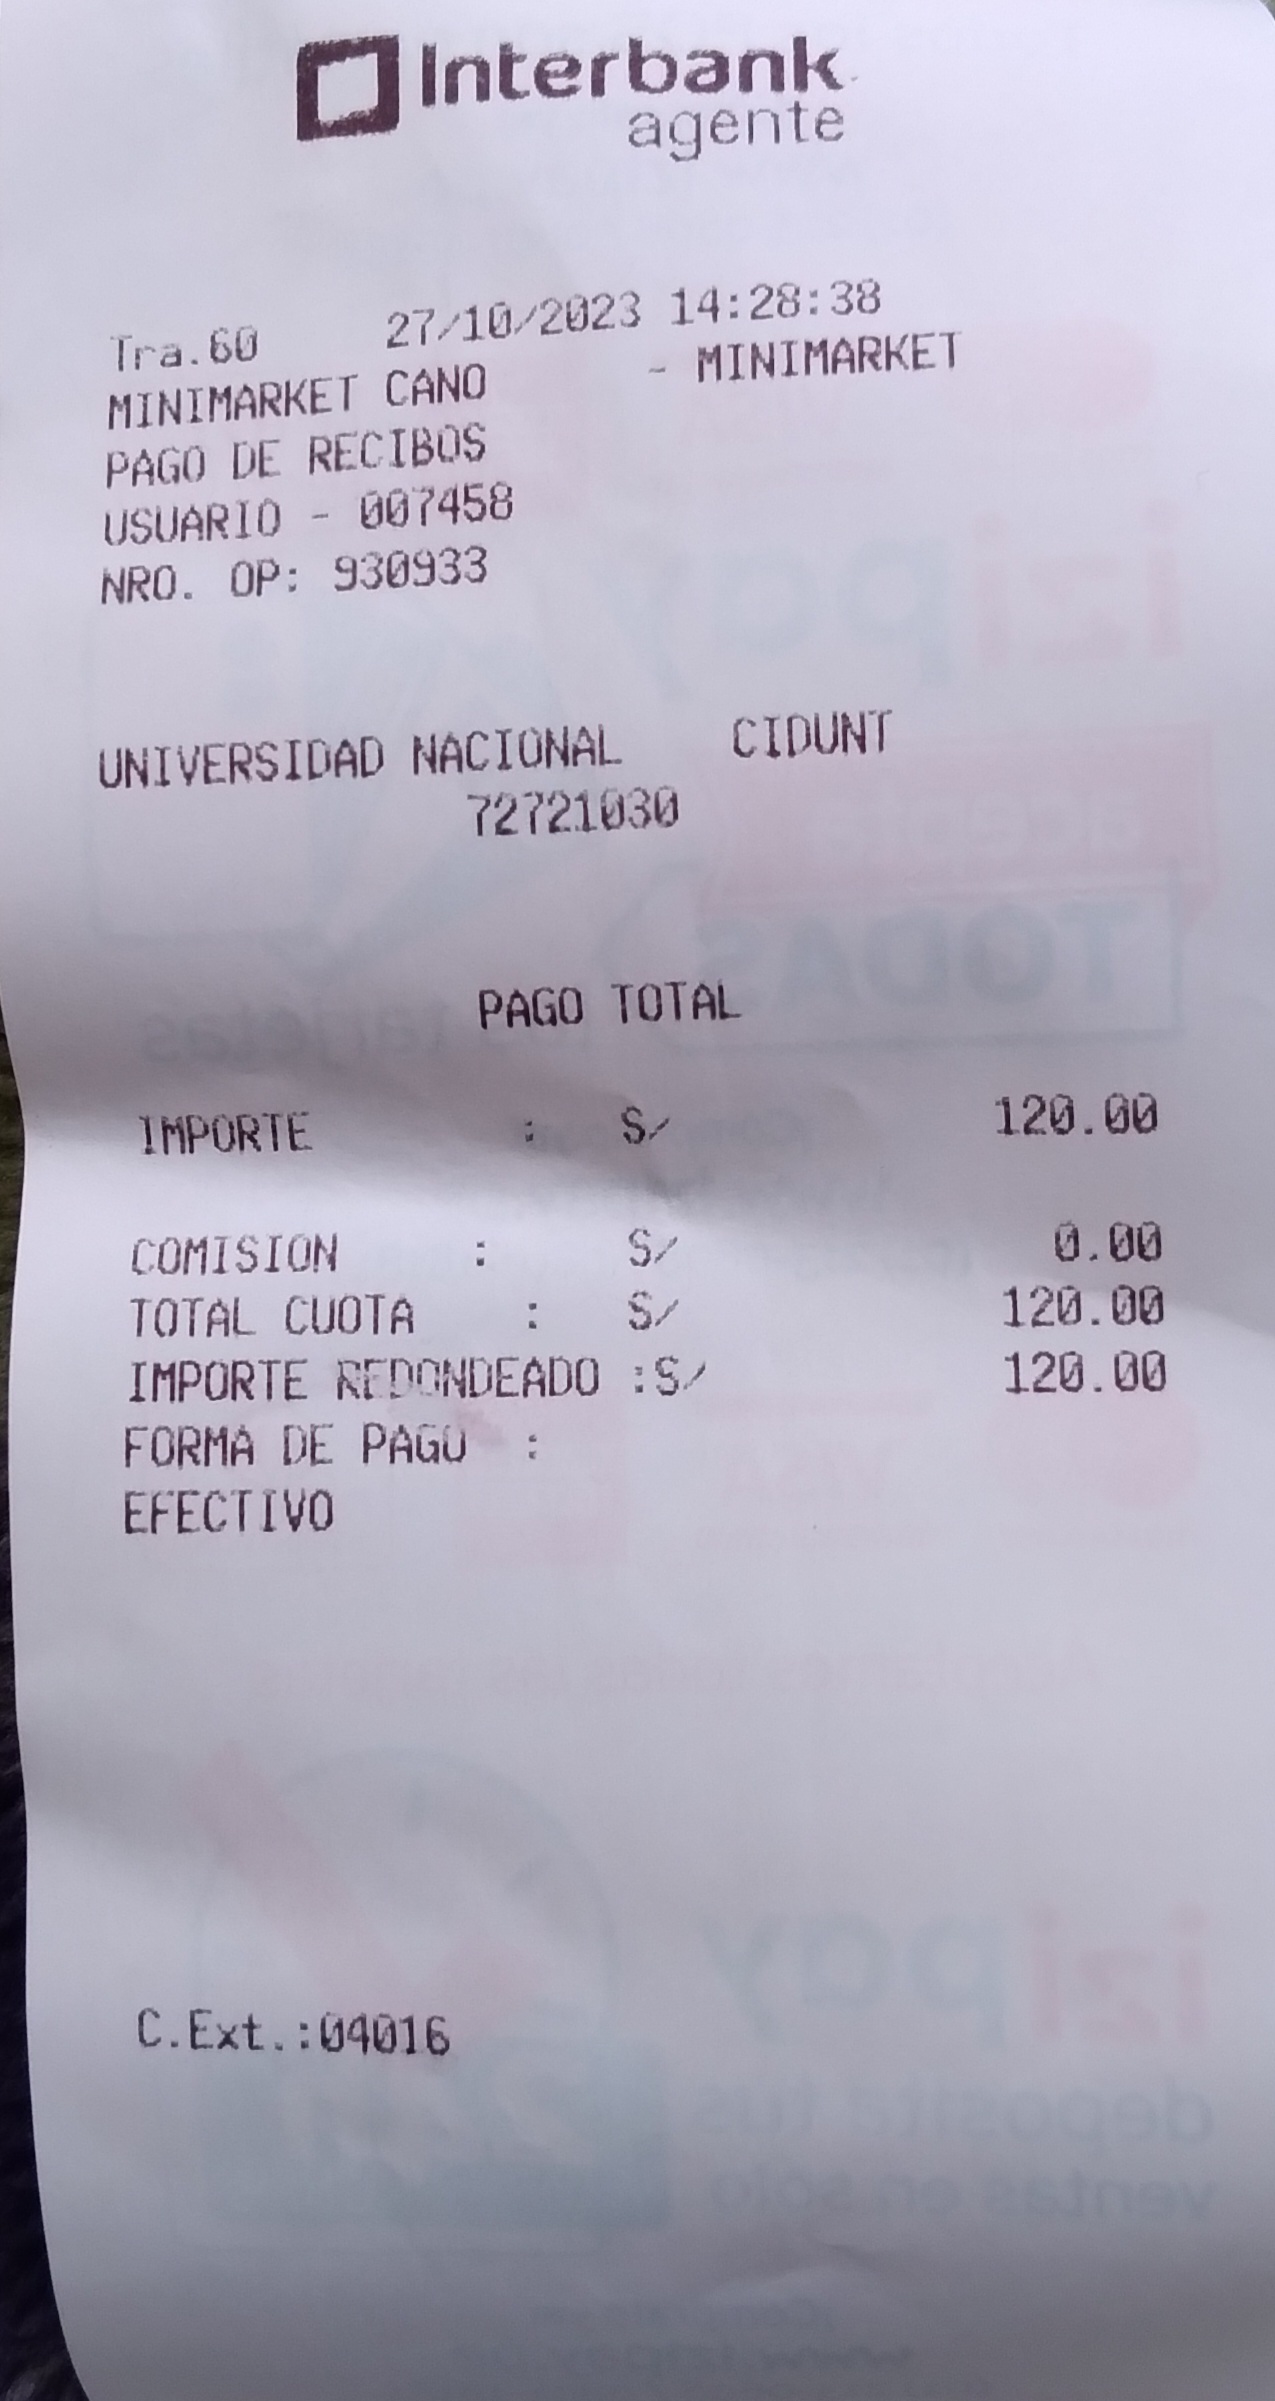 Interbank
agente
Tra.60 27/10/2023 14:28:38
MINIMARKET CANO - MINIMARKET
PAGO DE RECIBOS
USUARIO - 007458
NRO. OP: 930933
UNIVERSIDAD NACIONAL CIDUNT
72721030
PAGO TOTAL
IMPORTE : S/ 120.00
COMISION : S/ 0.00
TOTAL CUOTA : S/ 120.00
IMPORTE REDONDEADO :S/ 120.00
FORMA DE PAGO :
EFECTIVO
C.Ext.:04016